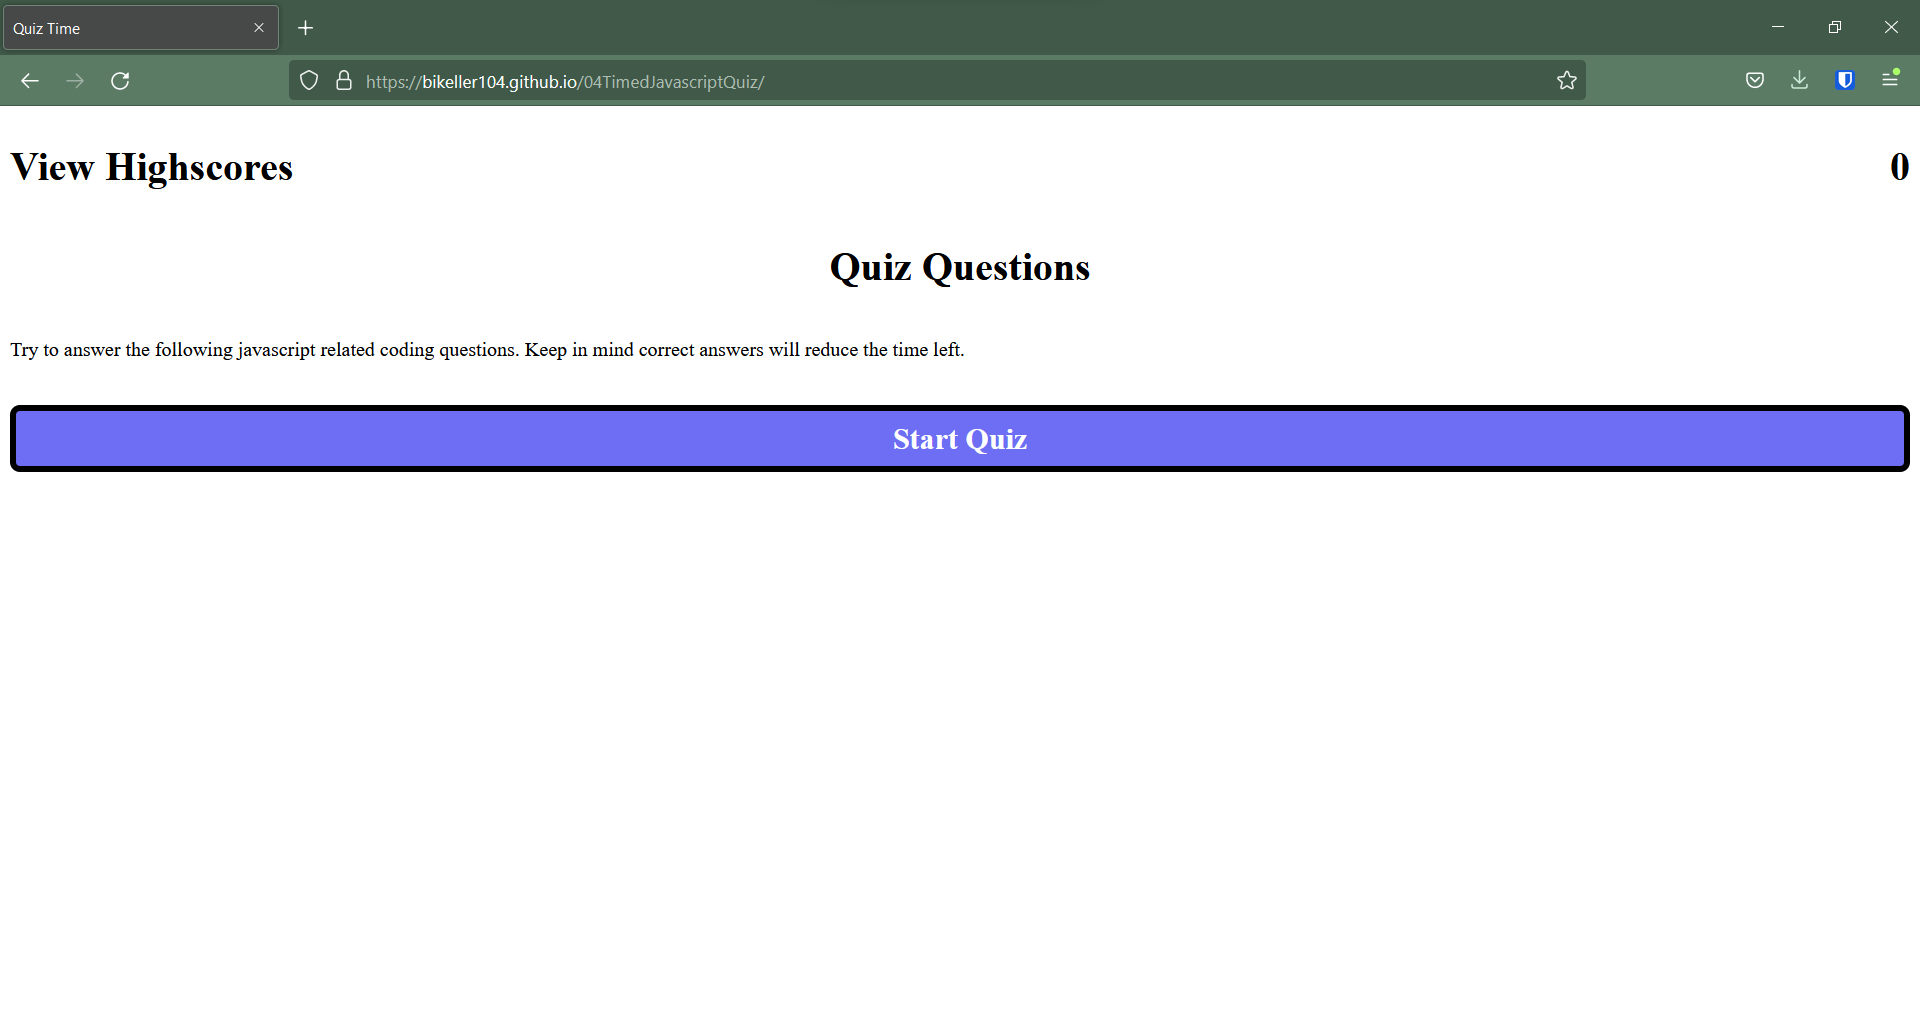 Quiz Time
https://bikeller104.github.io/04TimedJavascriptQuiz/
View Highscores
0
Quiz Questions
Try to answer the following javascript related coding questions. Keep in mind correct answers will reduce the time left.
Start Quiz